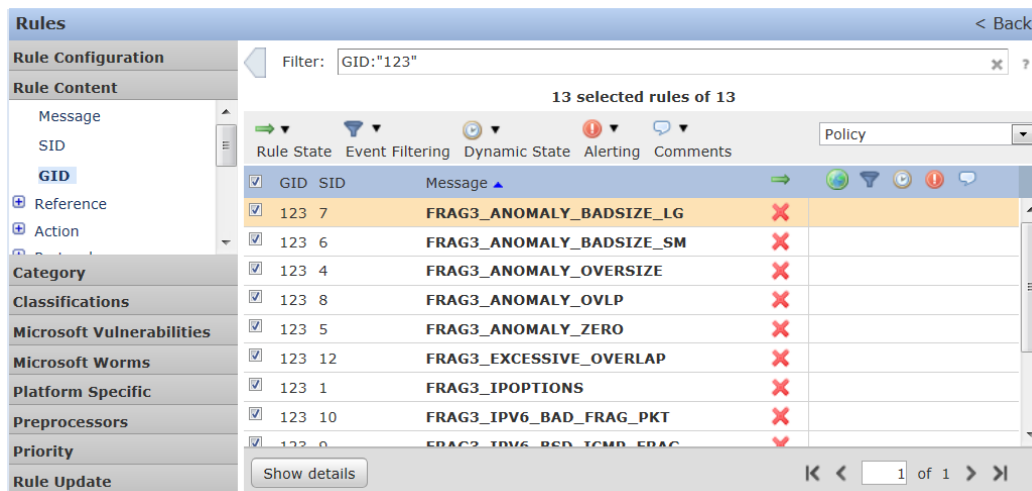 Rules
< Back
Rule Configuration
Rule Content
Message
SID
GID
Reference
Action
Category
Classifications
Microsoft Vulnerabilities
Microsoft Worms
Platform Specific
Preprocessors
Priority
Rule Update
Filter: GID:"123" ?
13 selected rules of 13
Rule State Event Filtering Dynamic State Alerting Comments
Policy
GID SID Message
123 7 FRAG3_ANOMALY_BADSIZE_LG
123 6 FRAG3_ANOMALY_BADSIZE_SM
123 4 FRAG3_ANOMALY_OVERSIZE
123 8 FRAG3_ANOMALY_OVLP
123 5 FRAG3_ANOMALY_ZERO
123 12 FRAG3_EXCESSIVE_OVERLAP
123 1 FRAG3_IPOPTIONS
123 10 FRAG3_IPV6_BAD_FRAG_PKT
123 9 FRAG3_IPV6_BSD_ICMP_FRAG
Show details
1 of 1